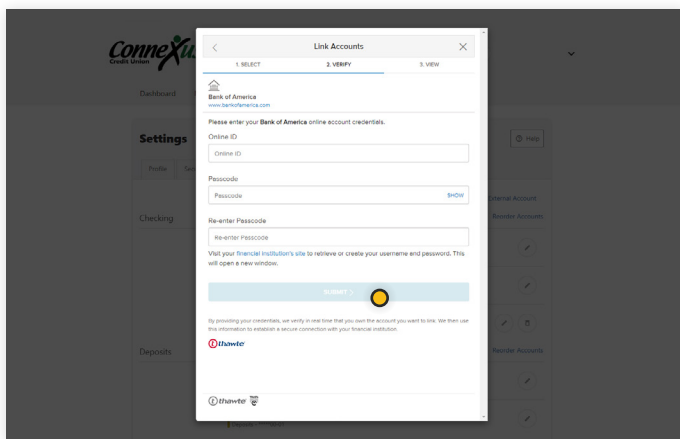 Connexus
Credit Union
Dashboard
Settings
Help
Profile
External Account
Checking
Reorder Accounts
Deposits
Reorder Accounts
Deposits
Link Accounts
1. SELECT
2. VERIFY
3. VIEW
Bank of America
www.bankofamerica.com
Please enter your Bank of America online account credentials.
Online ID
Online ID
Passcode
Passcode
SHOW
Re-enter Passcode
Re-enter Passcode
Visit your financial institution's site to retrieve or create your username and password. This
will open a new window.
SUBMIT
By providing your credentials, we verify in real time that you own the account you want to link. We then use
this information to establish a secure connection with your financial institution.
thawte
thawte